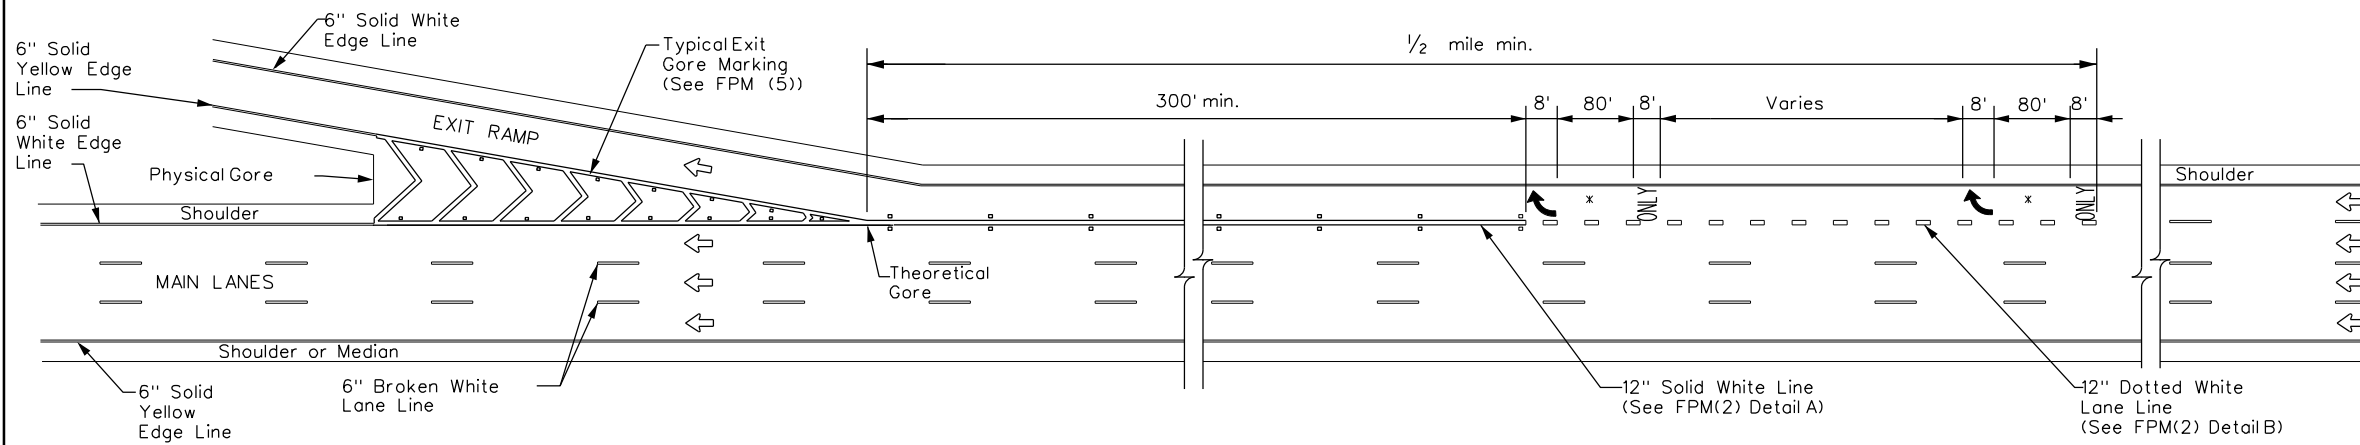 6" Solid White
Edge Line
6" Solid
Yellow Edge
Line
6" Solid
White Edge
Line
Typical Exit
Gore Marking
(See FPM (5))
1/2 mile min.
300' min.
8'
80'
8'
Varies
8'
80'
8'
EXIT RAMP
Physical Gore
Shoulder
Shoulder
*
ONLY
*
ONLY
MAIN LANES
Theoretical
Gore
Shoulder or Median
6" Solid
Yellow
Edge Line
6" Broken White
Lane Line
12" Solid White Line
(See FPM(2) Detail A)
12" Dotted White
Lane Line
(See FPM(2) Detail B)